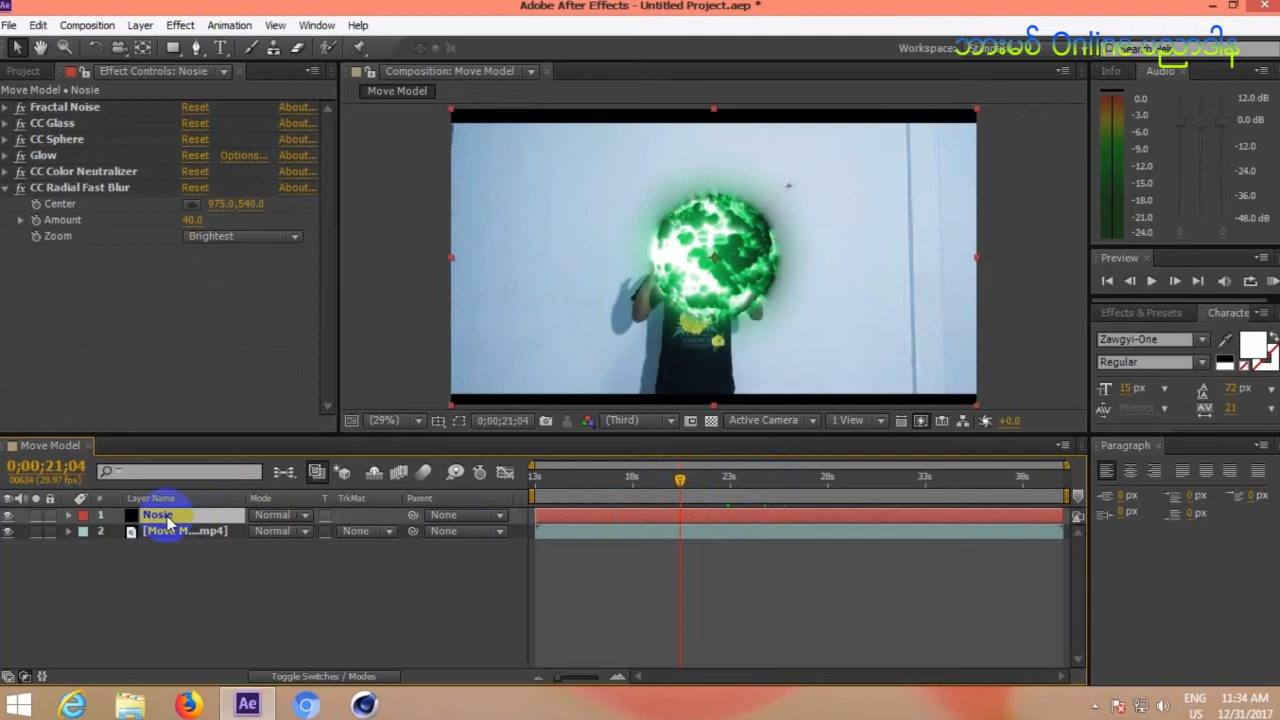 Adobe After Effects - Untitled Project.aep *
File Edit Composition Layer Effect Animation View Window Help
Workspace:
Search Help
Project Effect Controls: Nosie Composition: Move Model Info Audio
Move Model • Nosie
Move Model
Fractal Noise Reset About...
CC Glass Reset About...
CC Sphere Reset About...
Glow Reset Options... About...
CC Color Neutralizer Reset About...
CC Radial Fast Blur Reset About...
Center 975.0,540.0
Amount 40.0
Zoom Brightest
0.0 12.0 dB
-3.0
-6.0 0.0 dB
-9.0
-12.0 -12.0
-15.0 -24.0
-18.0 -36.0
-21.0 -48.0 dB
-24.0
Preview
Effects & Presets Characte
Zawgyi-One
Regular
15 px 72 px
Metrics 21
(29%) 0;00;21;04 (Third) Active Camera 1 View +0.0
Move Model
0;00;21;04
00634 (29.97 fps)
13s 18s 23s 28s 33s 38s
# Layer Name Mode T TrkMat Parent
1 Nosie Normal None
2 [Move M....mp4] Normal None None
Toggle Switches / Modes
Paragraph
0 px 0 px 0 px
0 px 0 px
Ae
ENG 11:34 AM
US 12/31/2017